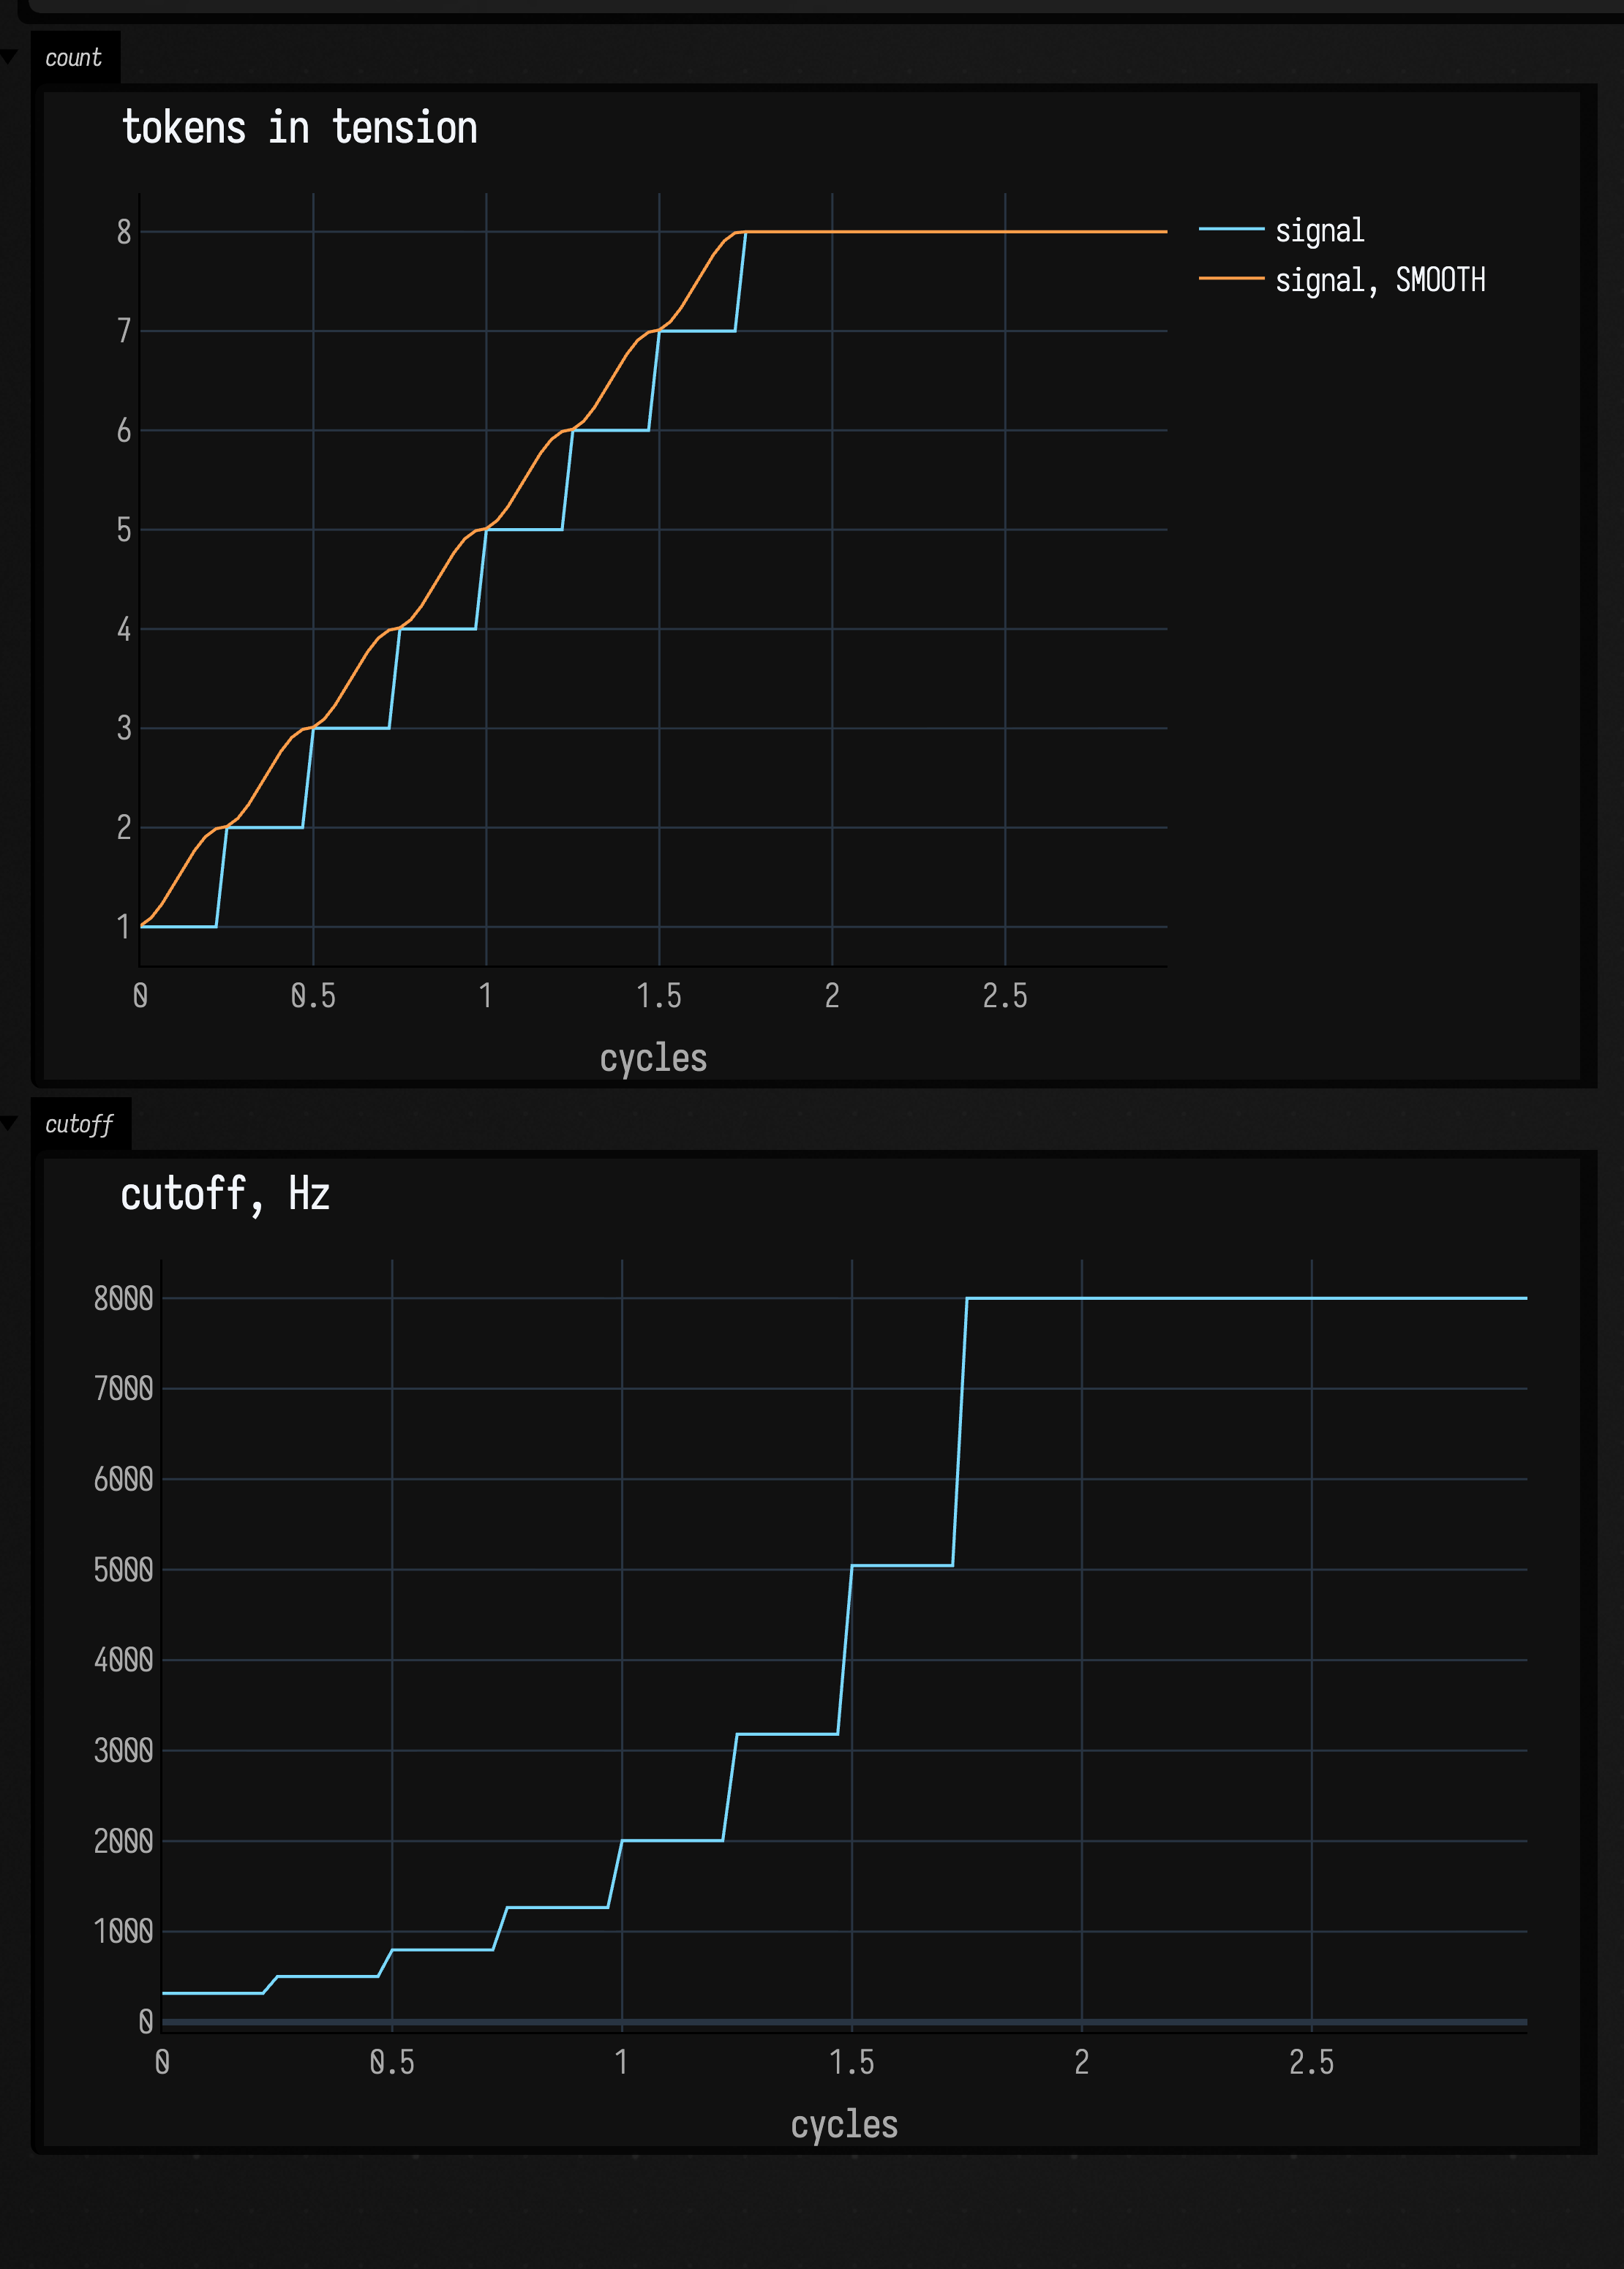 count
tokens in tension
8
7
6
5
4
3
2
1
0 0.5 1 1.5 2 2.5
cycles
signal
signal, SMOOTH
cutoff
cutoff, Hz
8000
7000
6000
5000
4000
3000
2000
1000
0
0 0.5 1 1.5 2 2.5
cycles